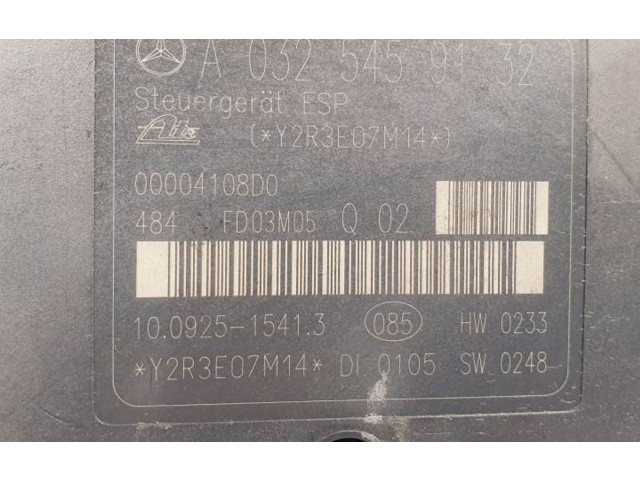 A 032 545 91 32
Steuergerät ESP
Ate (*Y2R3E07M14*)
00004108D0
484 FD03M05 Q 02
10.0925-1541.3 085 HW 0233
*Y2R3E07M14* DI 0105 SW 0248